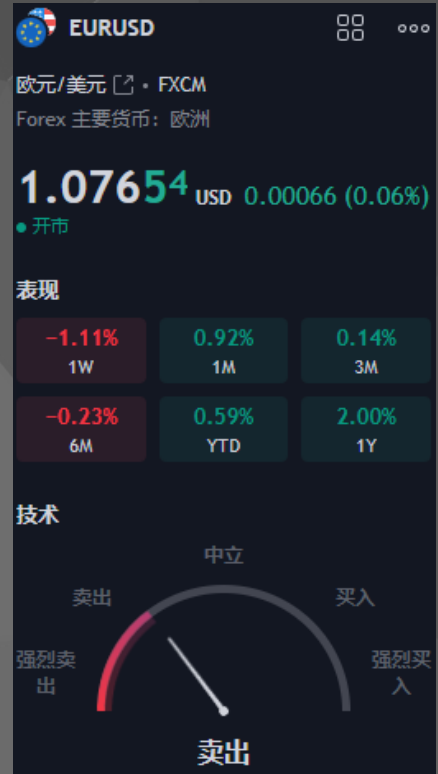 EURUSD
欧元/美元 • FXCM
Forex 主要货币：欧洲
1.07654 USD 0.00066 (0.06%)
开市
表现
−1.11% 0.92% 0.14%
1W 1M 3M
−0.23% 0.59% 2.00%
6M YTD 1Y
技术
中立
卖出 买入
强烈卖出 强烈买入
卖出